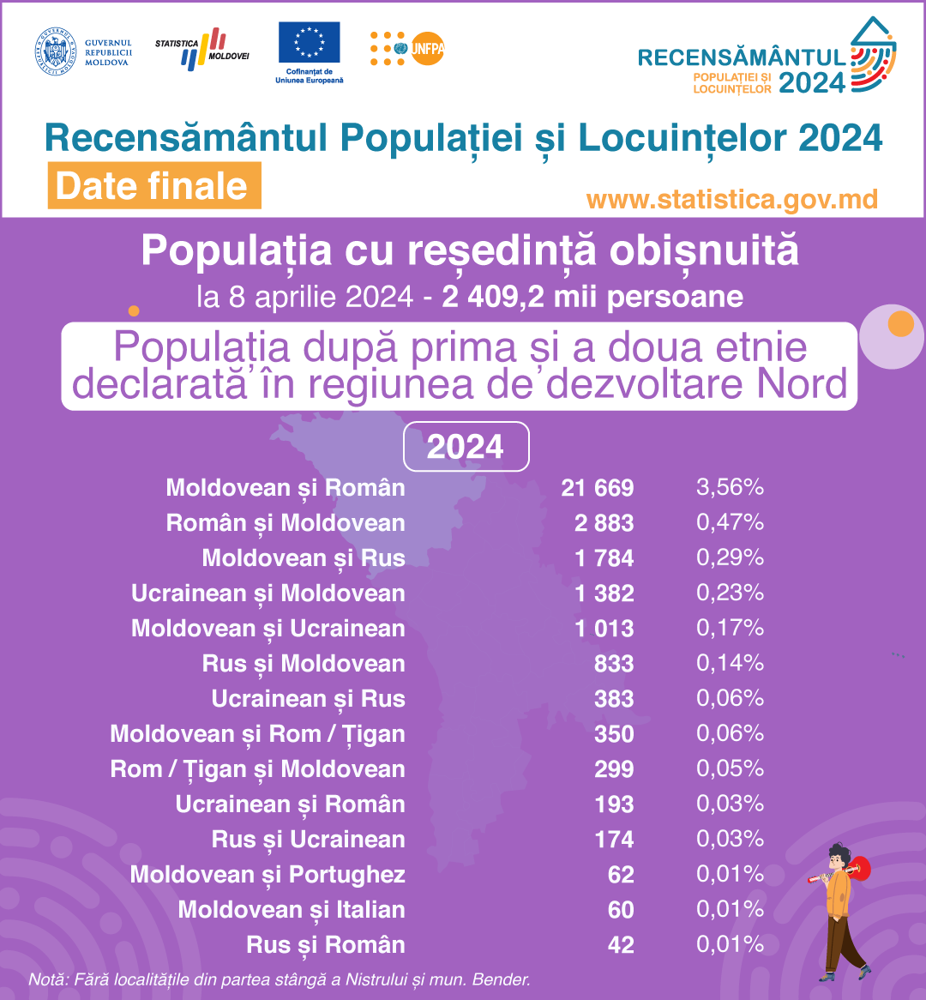 GUVERNUL
REPUBLICII
MOLDOVA
STATISTICA
MOLDOVEI
Cofinanțat de
Uniunea Europeană
UNFPA
RECENSĂMÂNTUL
POPULAȚIEI ȘI
LOCUINȚELOR
2024
Recensământul Populației și Locuințelor 2024
Date finale
www.statistica.gov.md
Populația cu reședință obișnuită
la 8 aprilie 2024 - 2 409,2 mii persoane
Populația după prima și a doua etnie
declarată în regiunea de dezvoltare Nord
2024
Moldovean și Român 21 669 3,56%
Român și Moldovean 2 883 0,47%
Moldovean și Rus 1 784 0,29%
Ucrainean și Moldovean 1 382 0,23%
Moldovean și Ucrainean 1 013 0,17%
Rus și Moldovean 833 0,14%
Ucrainean și Rus 383 0,06%
Moldovean și Rom / Țigan 350 0,06%
Rom / Țigan și Moldovean 299 0,05%
Ucrainean și Român 193 0,03%
Rus și Ucrainean 174 0,03%
Moldovean și Portughez 62 0,01%
Moldovean și Italian 60 0,01%
Rus și Român 42 0,01%
Notă: Fără localitățile din partea stângă a Nistrului și mun. Bender.